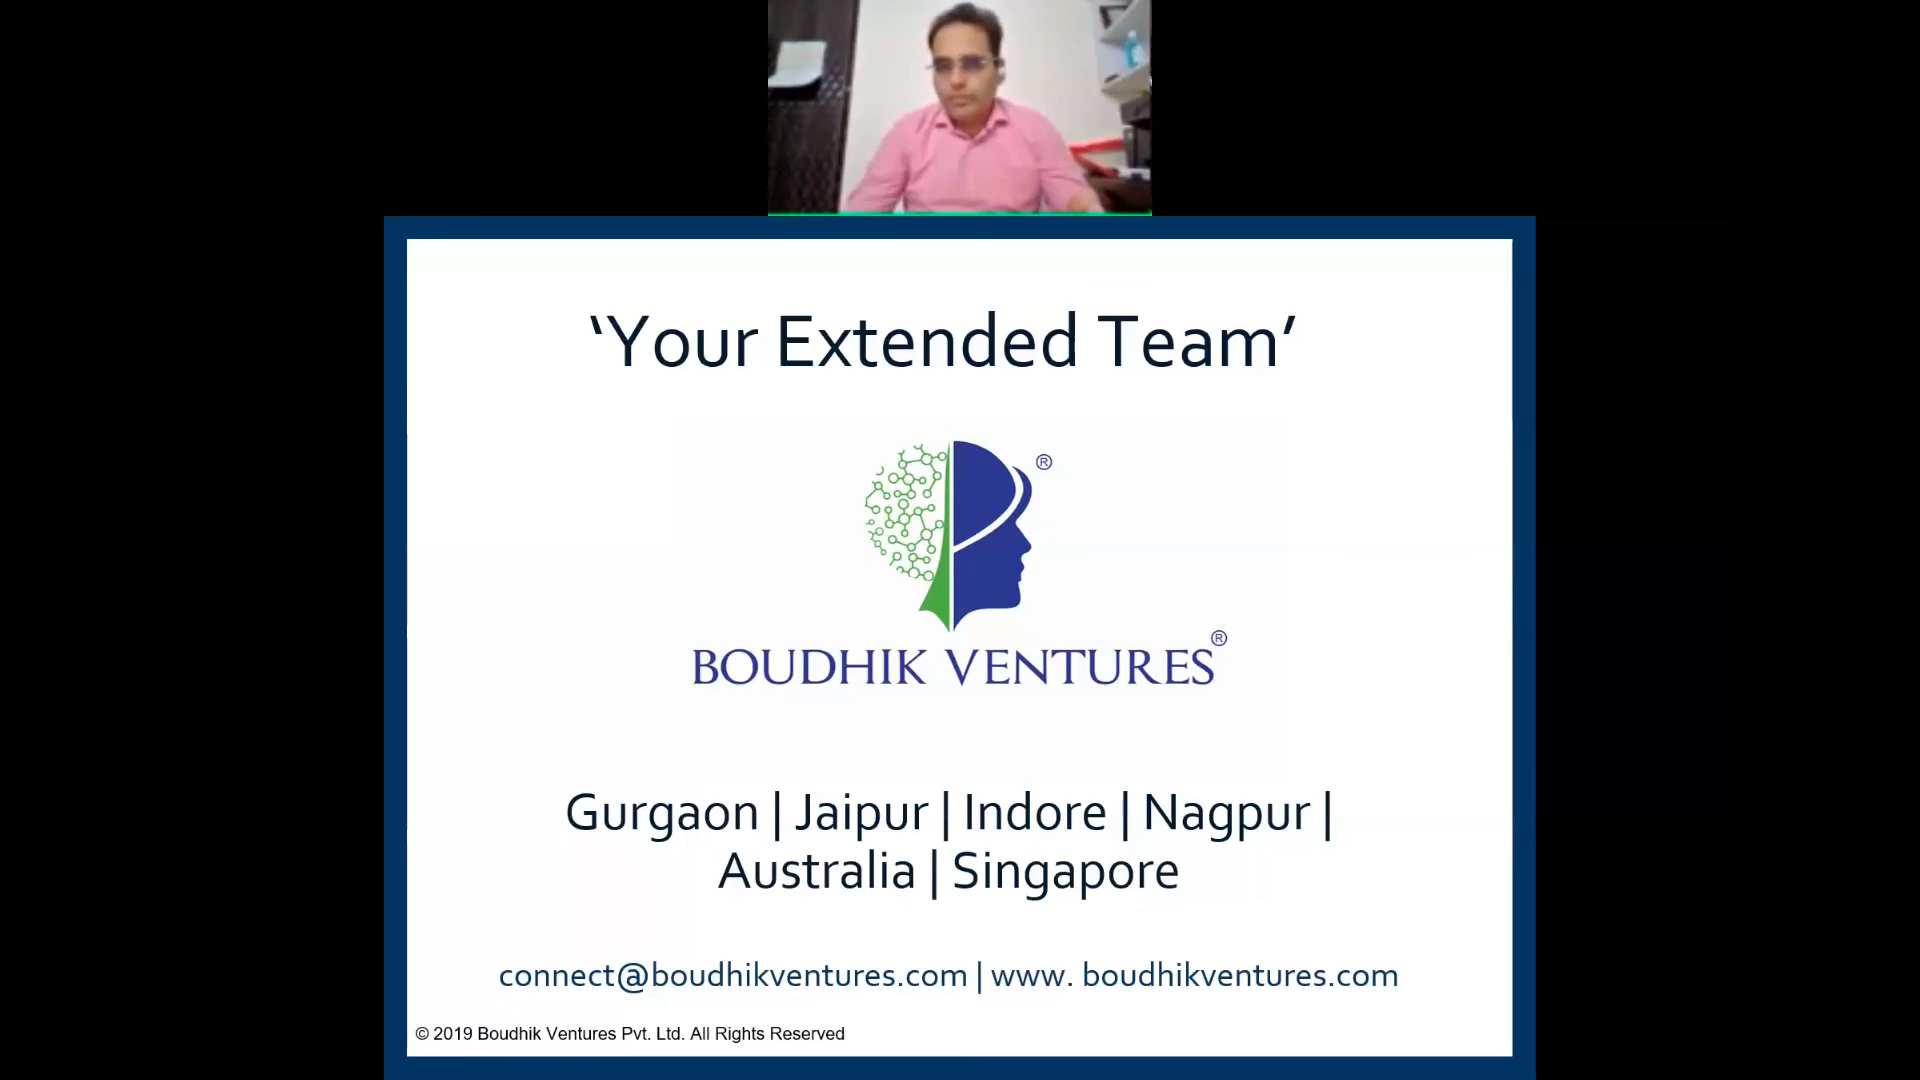 ‘Your Extended Team’
®
BOUDHIK VENTURES®
Gurgaon | Jaipur | Indore | Nagpur |
Australia | Singapore
connect@boudhikventures.com | www. boudhikventures.com
© 2019 Boudhik Ventures Pvt. Ltd. All Rights Reserved